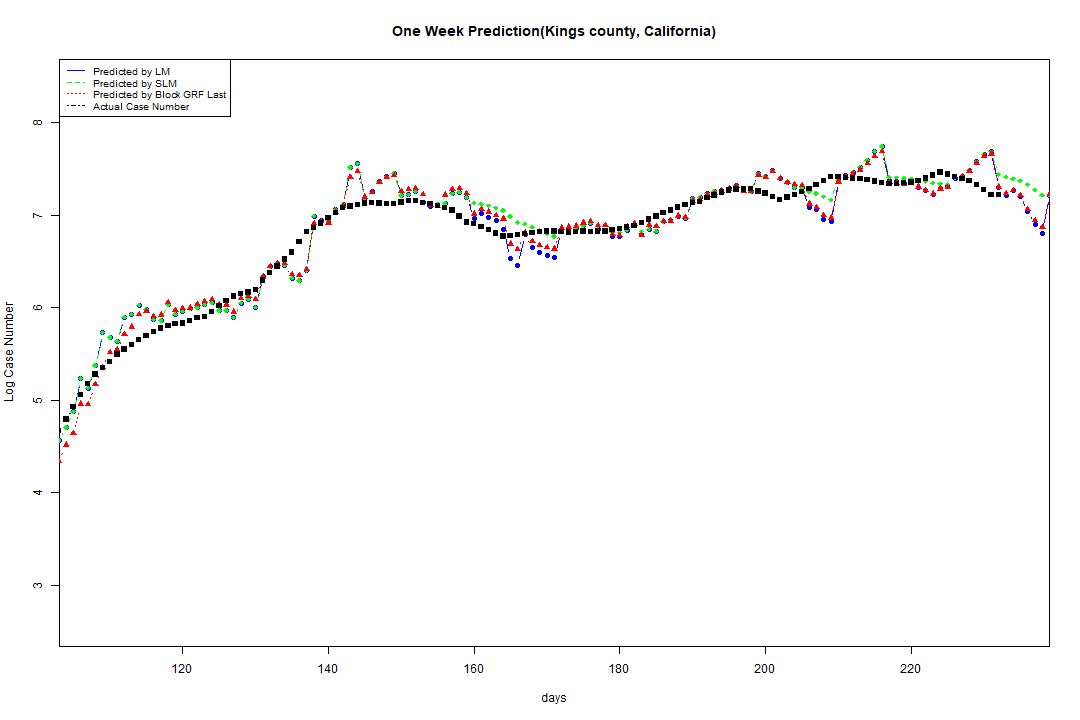 One Week Prediction(Kings county, California)
Predicted by LM
Predicted by SLM
Predicted by Block GRF Last
Actual Case Number
8
7
6
5
4
3
Log Case Number
120 140 160 180 200 220
days